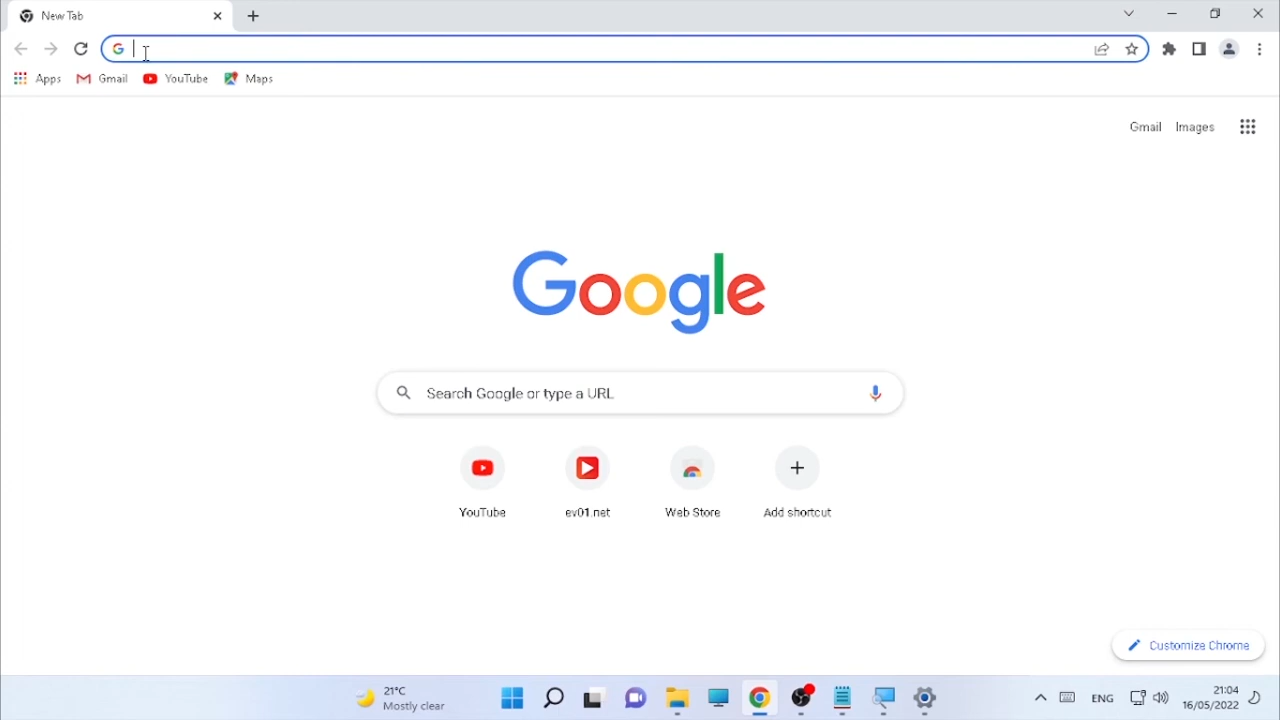 New Tab
Apps Gmail YouTube Maps
Gmail Images
Google
Search Google or type a URL
YouTube ev01.net Web Store Add shortcut
Customize Chrome
21°C
Mostly clear
ENG
21:04
16/05/2022